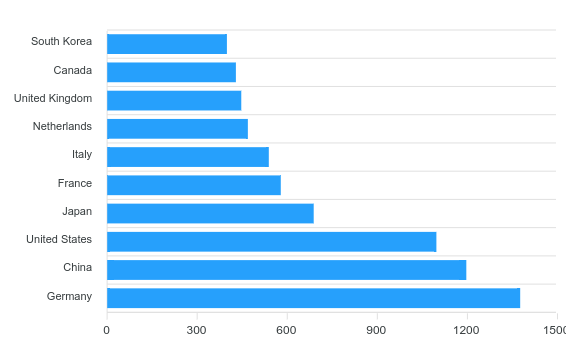 South Korea
Canada
United Kingdom
Netherlands
Italy
France
Japan
United States
China
Germany
0 300 600 900 1200 1500